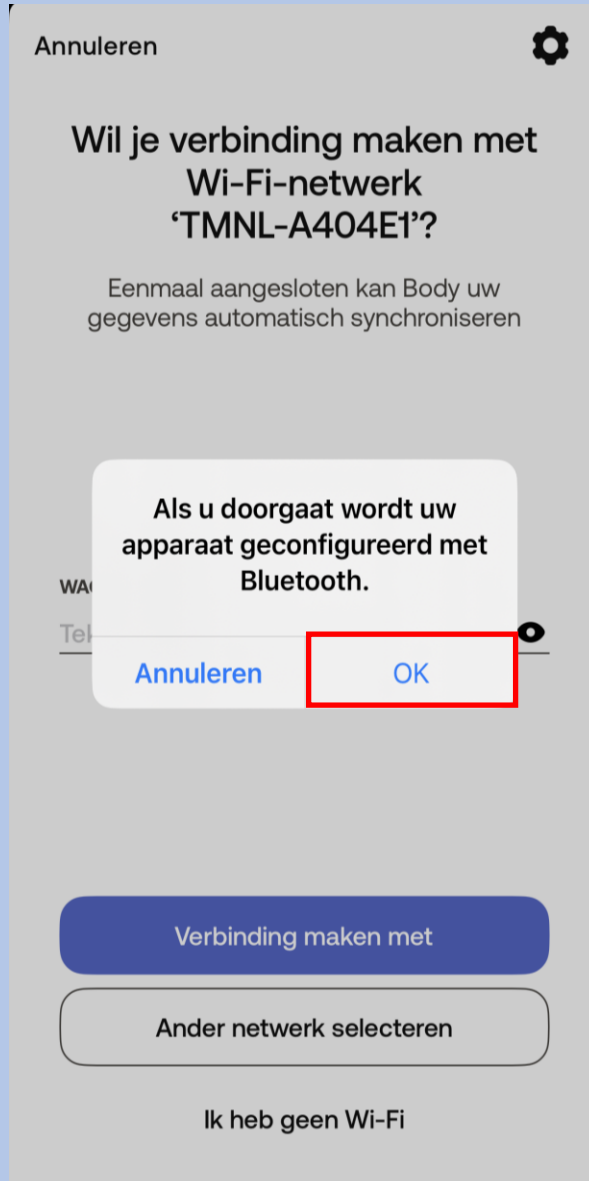 Annuleren
Wil je verbinding maken met
Wi-Fi-netwerk
‘TMNL-A404E1’?
Eenmaal aangesloten kan Body uw
gegevens automatisch synchroniseren
Als u doorgaat wordt uw
apparaat geconfigureerd met
Bluetooth.
Annuleren OK
Verbinding maken met
Ander netwerk selecteren
Ik heb geen Wi-Fi